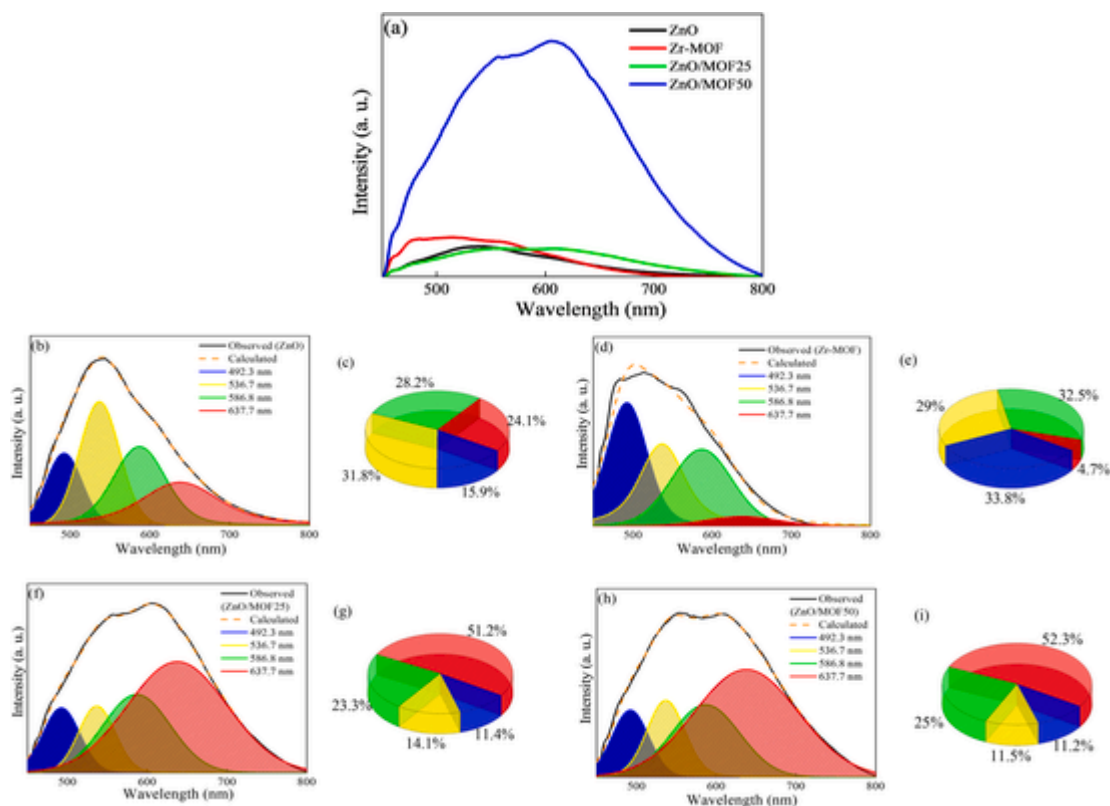 (a)
ZnO
Zr-MOF
ZnO/MOF25
ZnO/MOF50
Intensity (a. u.)
500 600 700 800
Wavelength (nm)
(b)
Observed (ZnO)
Calculated
492.3 nm
536.7 nm
586.8 nm
637.7 nm
Intensity (a. u.)
500 600 700 800
Wavelength (nm)
(c)
28.2%
24.1%
31.8%
15.9%
(d)
Observed (Zr-MOF)
Calculated
492.3 nm
536.7 nm
586.8 nm
637.7 nm
Intensity (a. u.)
500 600 700 800
Wavelength (nm)
(e)
32.5%
29%
4.7%
33.8%
(f)
Observed
(ZnO/MOF25)
Calculated
492.3 nm
536.7 nm
586.8 nm
637.7 nm
Intensity (a. u.)
500 600 700 800
Wavelength (nm)
(g)
51.2%
23.3%
14.1%
11.4%
(h)
Observed
(ZnO/MOF50)
Calculated
492.3 nm
536.7 nm
586.8 nm
637.7 nm
Intensity (a. u.)
500 600 700 800
Wavelength (nm)
(i)
52.3%
25%
11.5%
11.2%